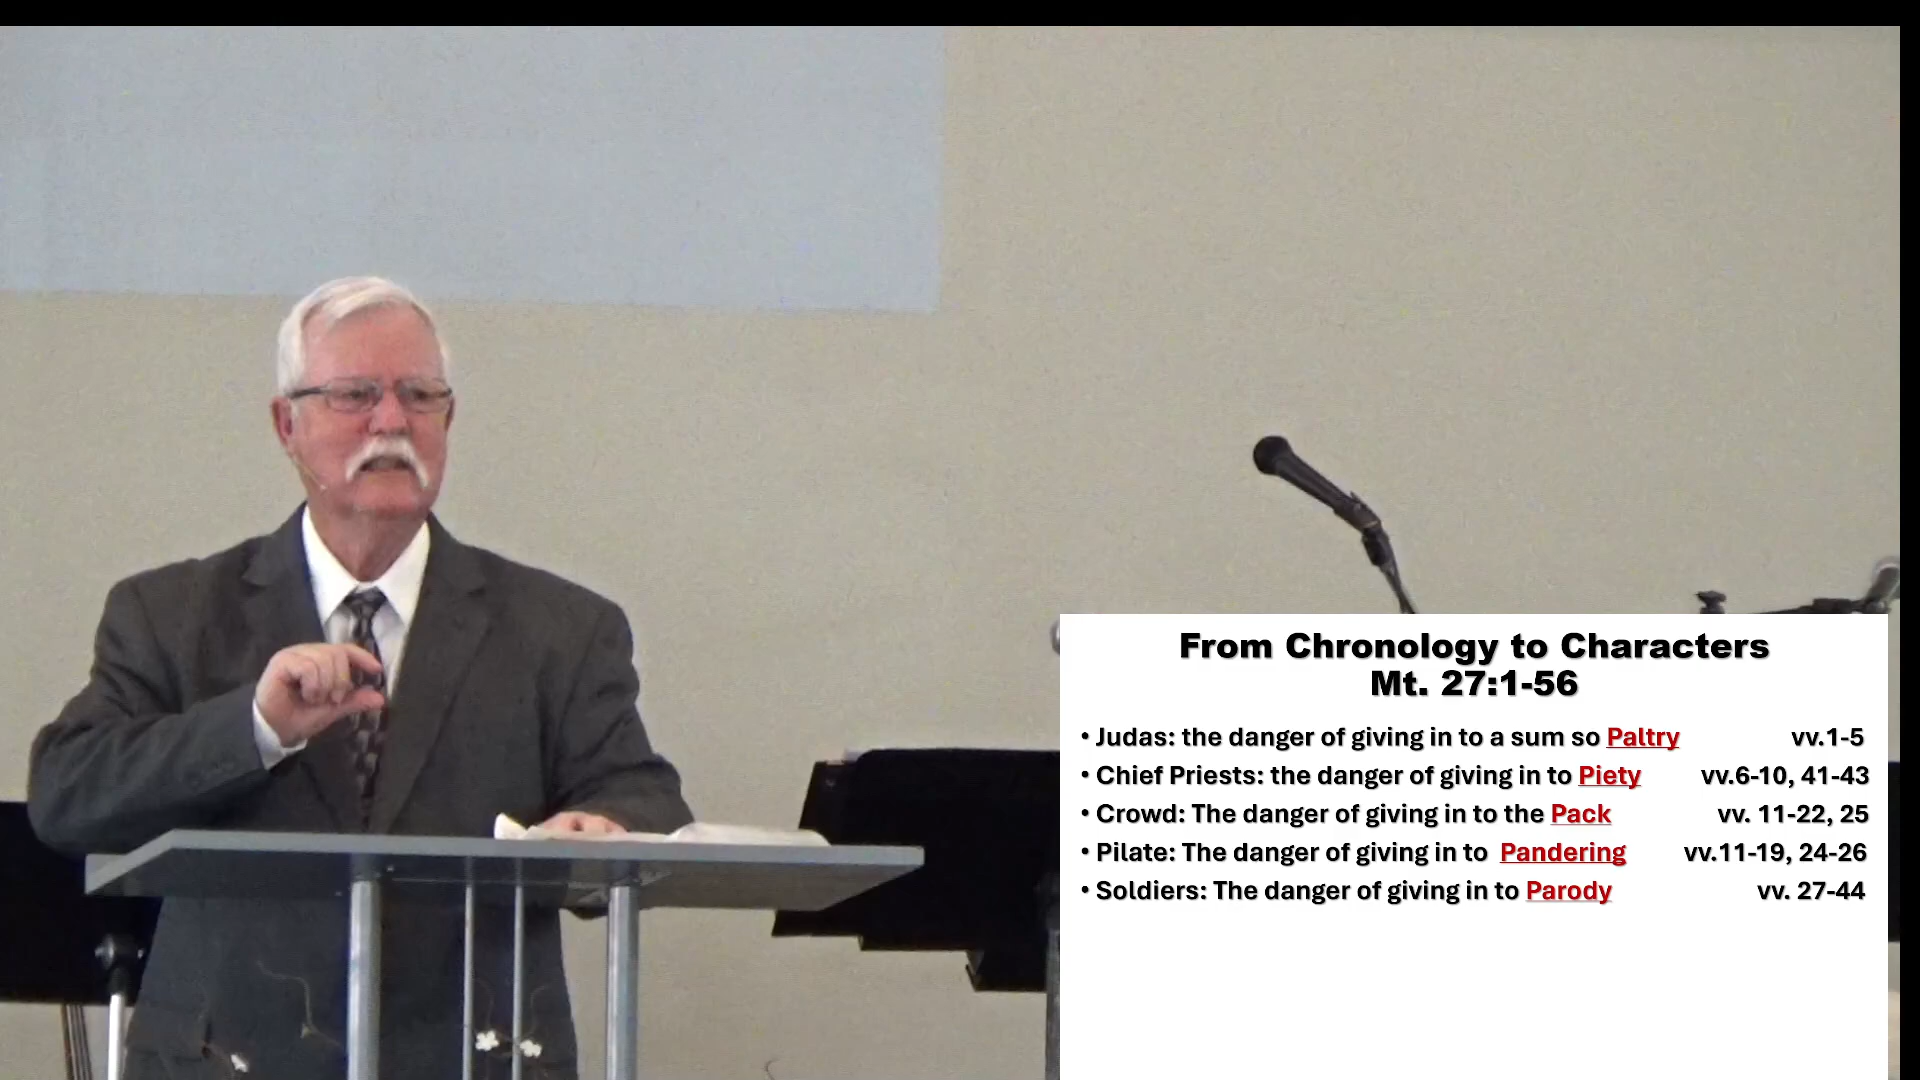 From Chronology to Characters
Mt. 27:1-56
• Judas: the danger of giving in to a sum so Paltry vv.1-5
• Chief Priests: the danger of giving in to Piety vv.6-10, 41-43
• Crowd: The danger of giving in to the Pack vv. 11-22, 25
• Pilate: The danger of giving in to Pandering vv.11-19, 24-26
• Soldiers: The danger of giving in to Parody vv. 27-44